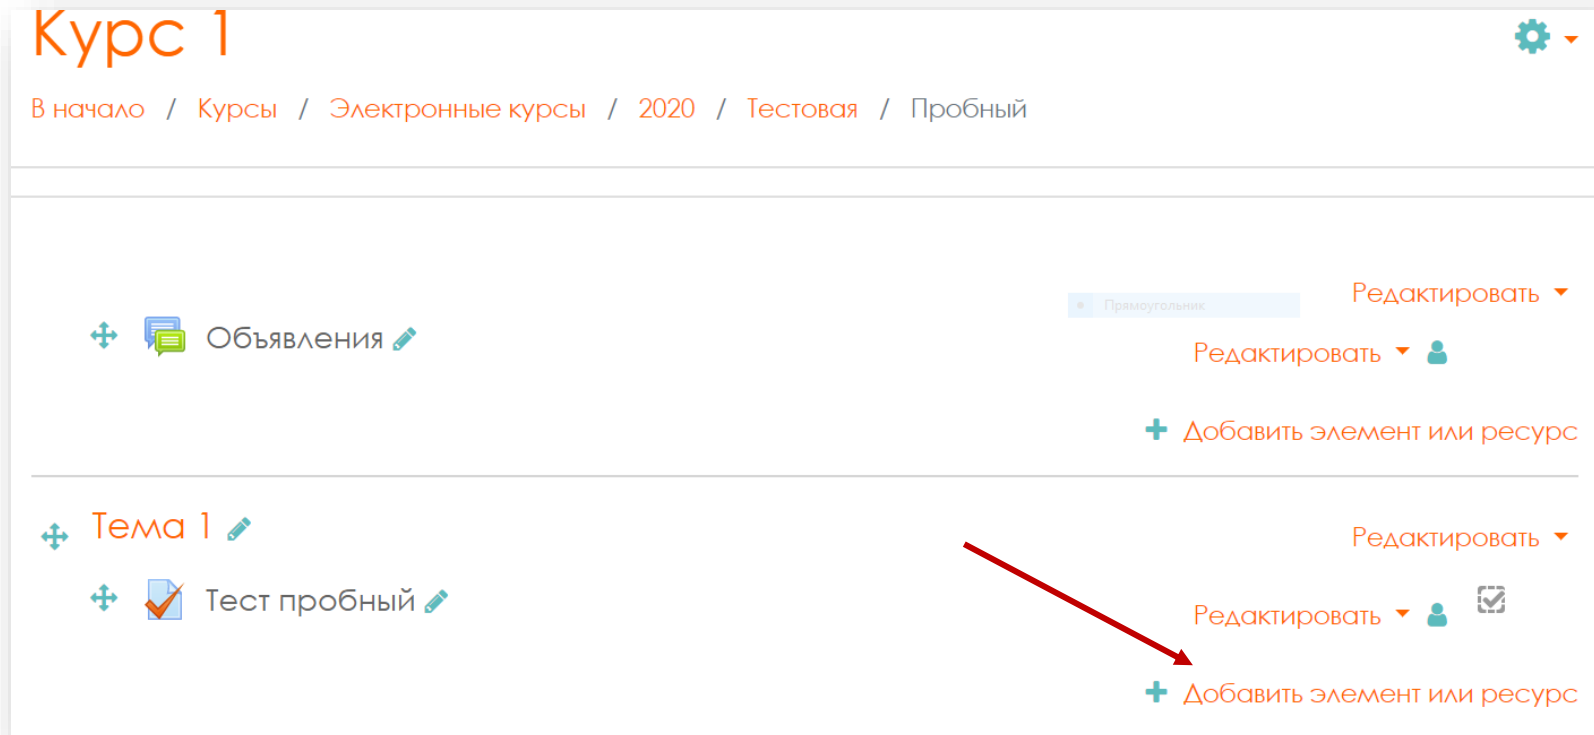 Курс 1
В начало / Курсы / Электронные курсы / 2020 / Тестовая / Пробный
Прямоугольник
Редактировать
Объявления
Редактировать
Добавить элемент или ресурс
Тема 1
Редактировать
Тест пробный
Редактировать
Добавить элемент или ресурс